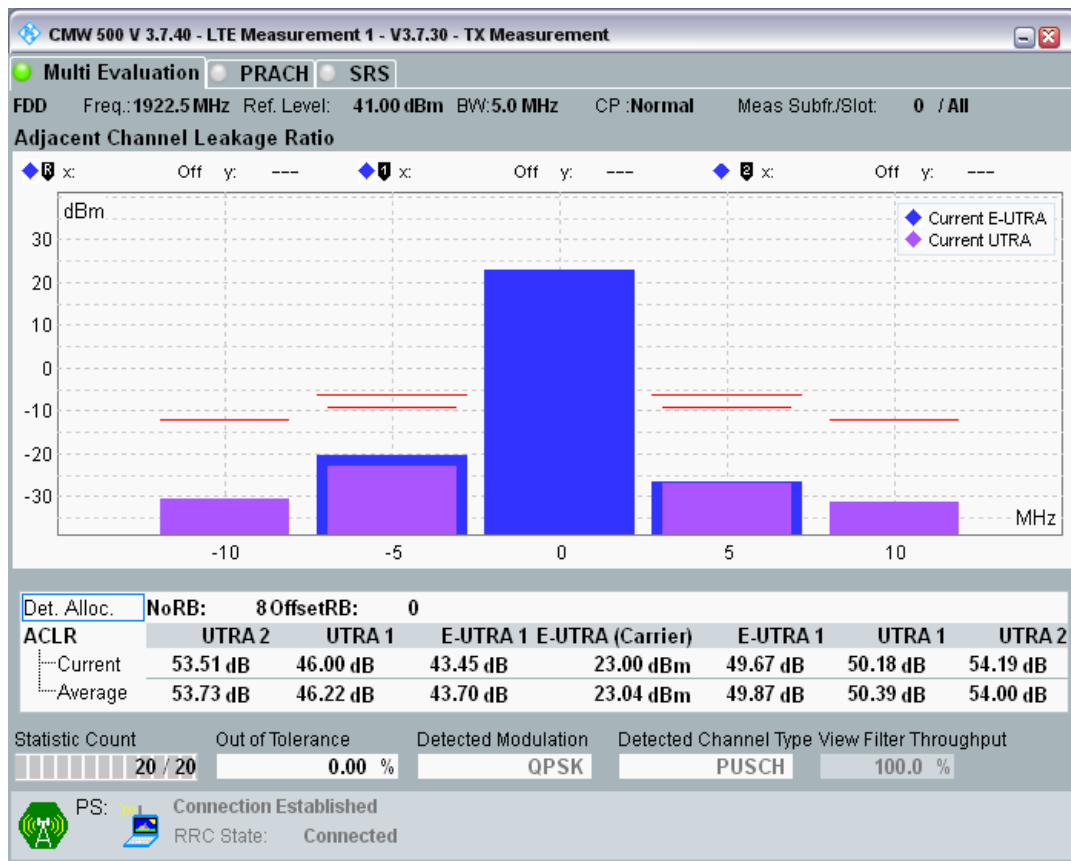 CMW 500 V 3.7.40 - LTE Measurement 1 - V3.7.30 - TX Measurement
Multi Evaluation PRACH SRS
FDD Freq.:1922.5 MHz Ref. Level: 41.00 dBm BW:5.0 MHz CP :Normal Meas Subfr./Slot: 0 / All
Adjacent Channel Leakage Ratio
R x: Off y: --- 1 x: Off y: --- 2 x: Off y: ---
dBm
Current E-UTRA
Current UTRA
30
20
10
0
-10
-20
-30
MHz
-10 -5 0 5 10
Det. Alloc. NoRB: 8 OffsetRB: 0
ACLR UTRA 2 UTRA 1 E-UTRA 1 E-UTRA (Carrier) E-UTRA 1 UTRA 1 UTRA 2
Current 53.51 dB 46.00 dB 43.45 dB 23.00 dBm 49.67 dB 50.18 dB 54.19 dB
Average 53.73 dB 46.22 dB 43.70 dB 23.04 dBm 49.87 dB 50.39 dB 54.00 dB
Statistic Count Out of Tolerance Detected Modulation Detected Channel Type View Filter Throughput
20 / 20 0.00 % QPSK PUSCH 100.0 %
PS: Connection Established
RRC State: Connected